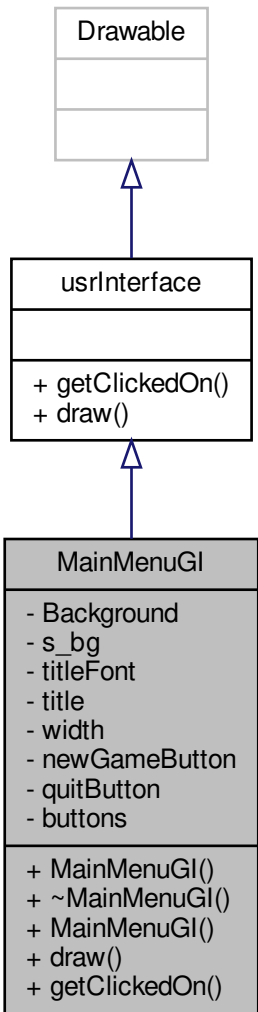 Drawable
usrInterface
+ getClickedOn()
+ draw()
MainMenuGI
- Background
- s_bg
- titleFont
- title
- width
- newGameButton
- quitButton
- buttons
+ MainMenuGI()
+ ~MainMenuGI()
+ MainMenuGI()
+ draw()
+ getClickedOn()